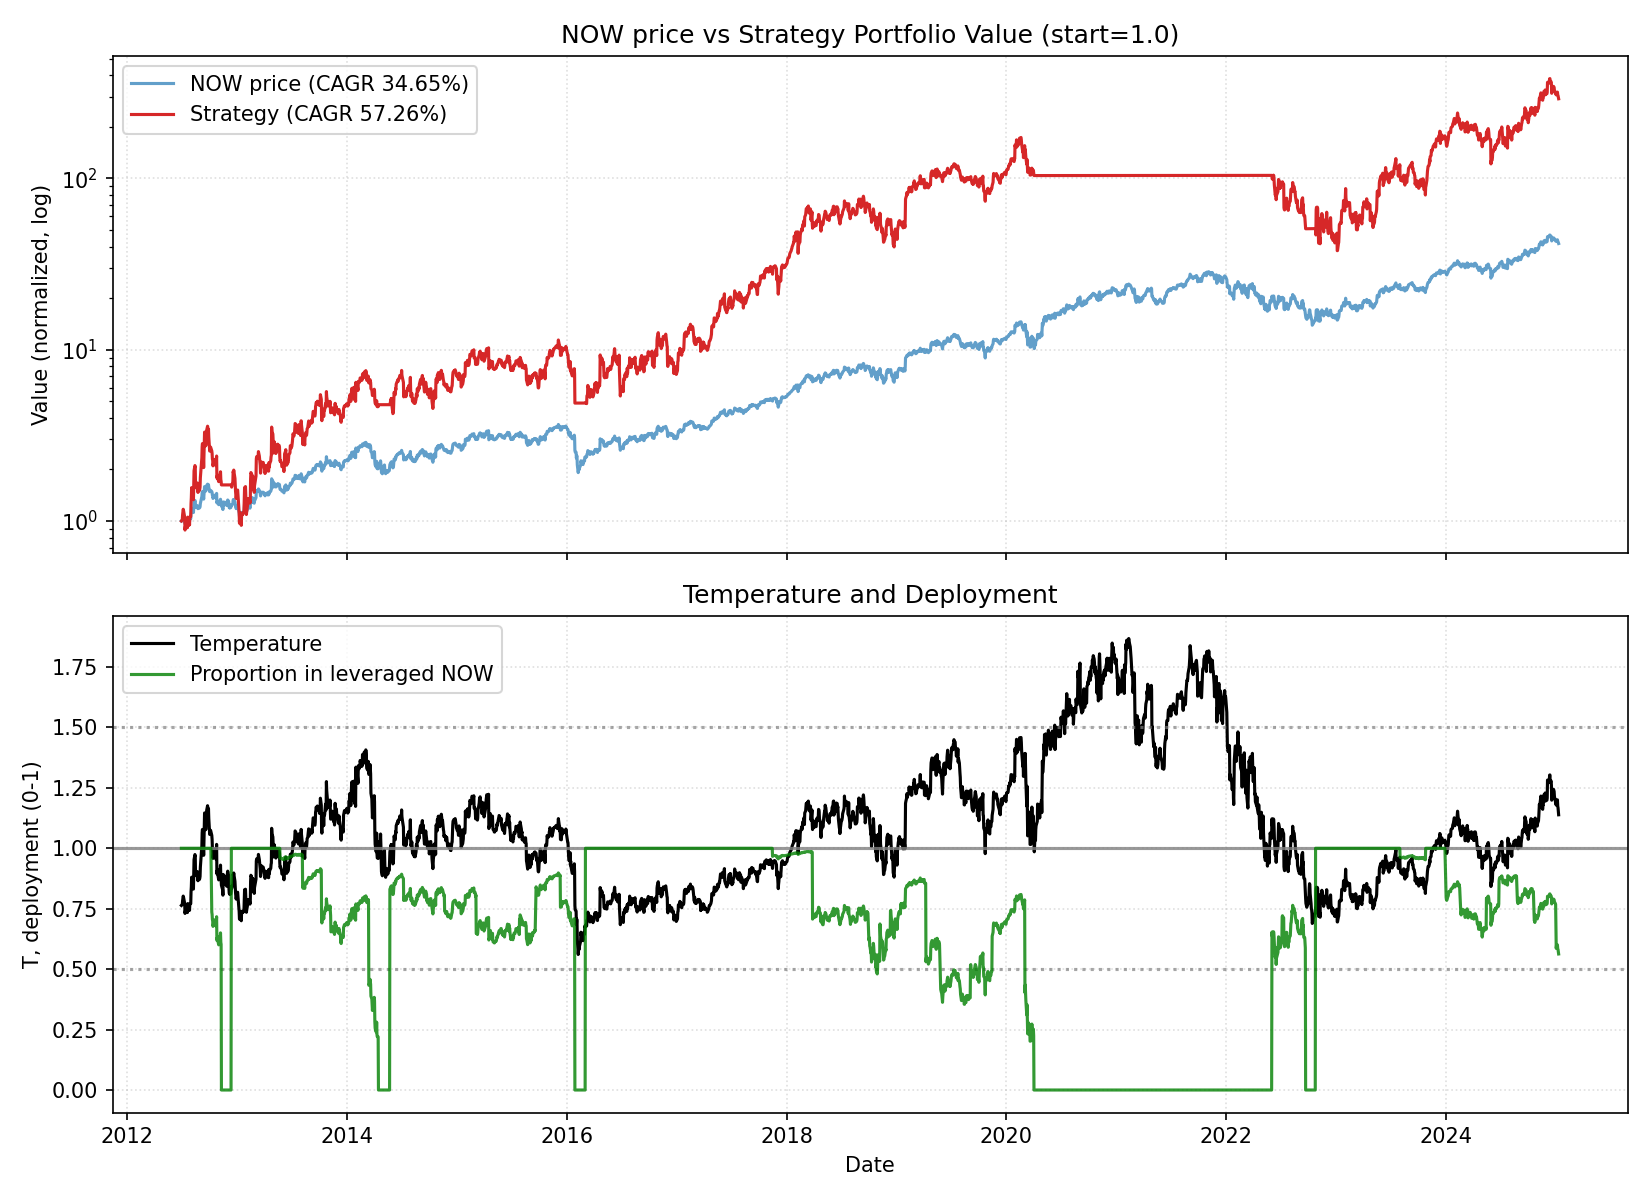 NOW price vs Strategy Portfolio Value (start=1.0)
NOW price (CAGR 34.65%)
Strategy (CAGR 57.26%)
Value (normalized, log)
10²
10¹
10⁰
Temperature and Deployment
Temperature
Proportion in leveraged NOW
T, deployment (0-1)
1.75
1.50
1.25
1.00
0.75
0.50
0.25
0.00
2012 2014 2016 2018 2020 2022 2024
Date